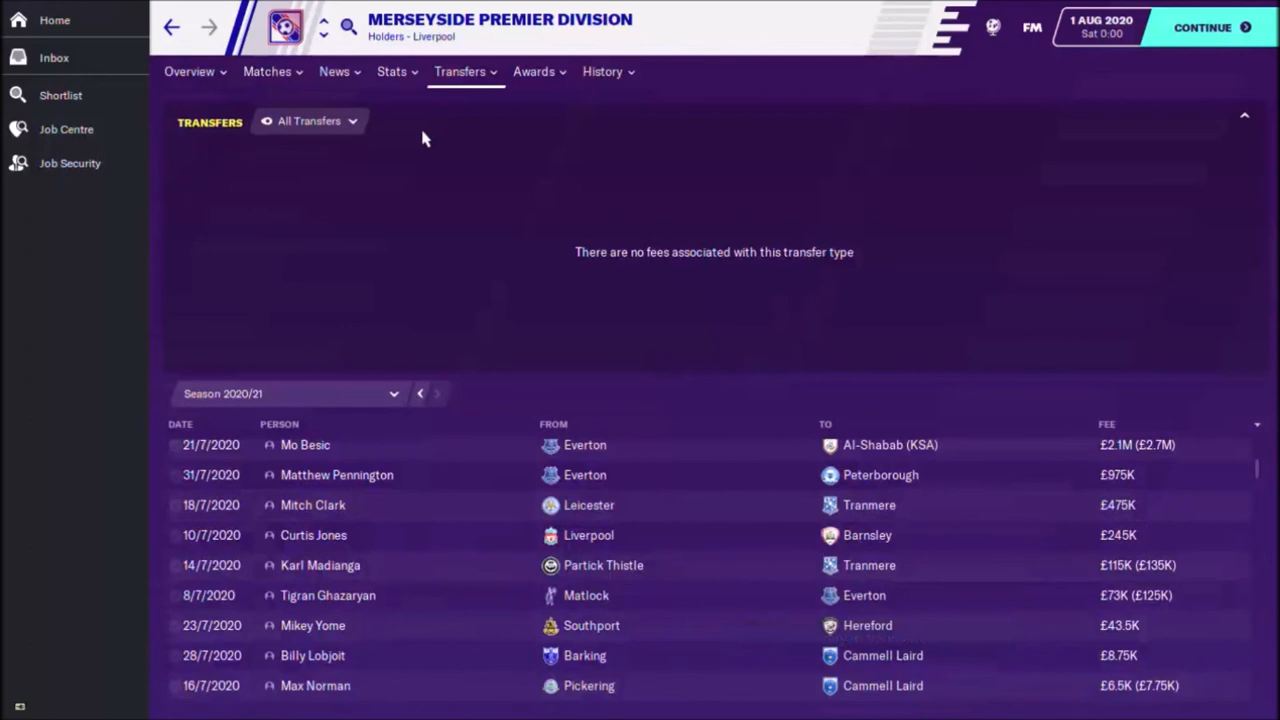 Home
Inbox
Shortlist
Job Centre
Job Security
MERSEYSIDE PREMIER DIVISION
Holders - Liverpool
FM
1 AUG 2020
Sat 0:00
CONTINUE
Overview Matches News Stats Transfers Awards History
TRANSFERS All Transfers
There are no fees associated with this transfer type
Season 2020/21
DATE PERSON FROM TO FEE
21/7/2020 Mo Besic Everton Al-Shabab (KSA) £2.1M (£2.7M)
31/7/2020 Matthew Pennington Everton Peterborough £975K
18/7/2020 Mitch Clark Leicester Tranmere £475K
10/7/2020 Curtis Jones Liverpool Barnsley £245K
14/7/2020 Karl Madianga Partick Thistle Tranmere £115K (£135K)
8/7/2020 Tigran Ghazaryan Matlock Everton £73K (£125K)
23/7/2020 Mikey Yome Southport Hereford £43.5K
28/7/2020 Billy Lobjoit Barking Cammell Laird £8.75K
16/7/2020 Max Norman Pickering Cammell Laird £6.5K (£7.75K)